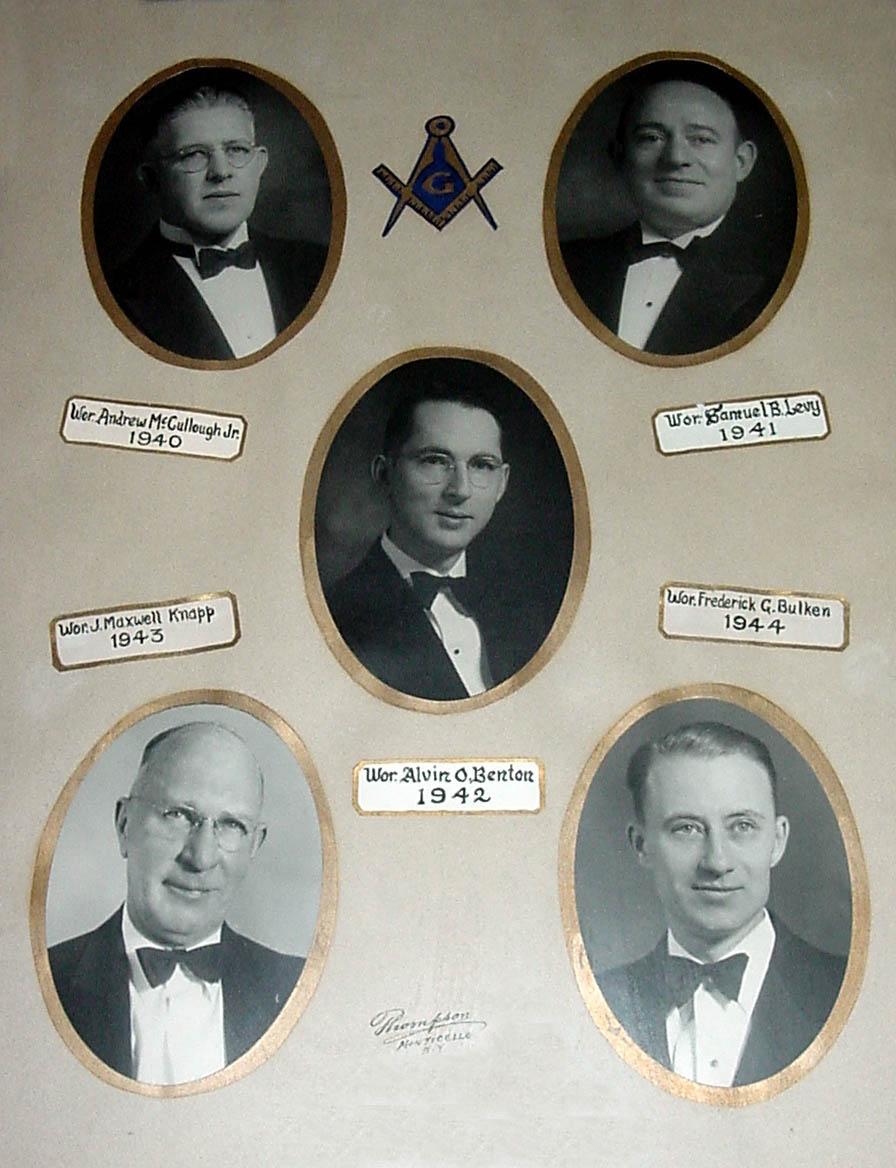 G
Wor. Andrew McCullough Jr.
1940
Wor. Samuel B. Levy
1941
Wor. J. Maxwell Knapp
1943
Wor. Frederick G. Bulken
1944
Wor. Alvin O. Benton
1942
Thompson
Monticello
N.Y.